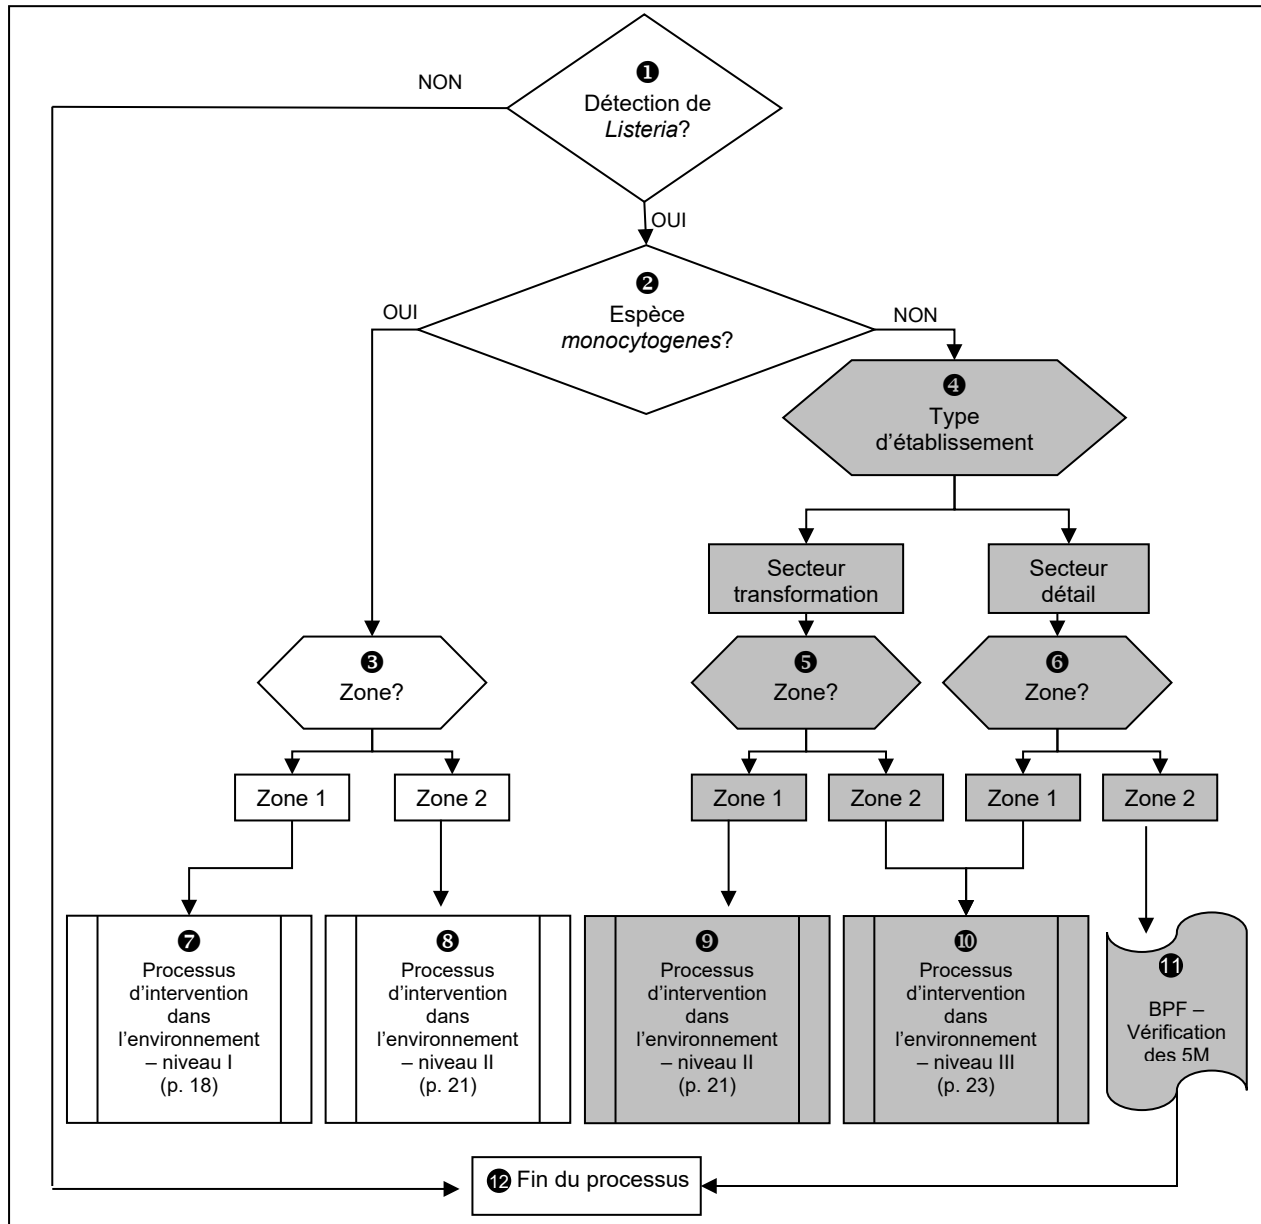 ❶
Détection de
Listeria?
NON
OUI
❷
Espèce
monocytogenes?
OUI
NON
❹
Type
d'établissement
Secteur
transformation
Secteur
détail
❸
Zone?
❺
Zone?
❻
Zone?
Zone 1
Zone 2
Zone 1
Zone 2
Zone 1
Zone 2
❼
Processus
d'intervention
dans
l'environnement
– niveau I
(p. 18)
❽
Processus
d'intervention
dans
l'environnement
– niveau II
(p. 21)
❾
Processus
d'intervention
dans
l'environnement
– niveau II
(p. 21)
❿
Processus
d'intervention
dans
l'environnement
– niveau III
(p. 23)
⓫
BPF –
Vérification
des 5M
⓬ Fin du processus